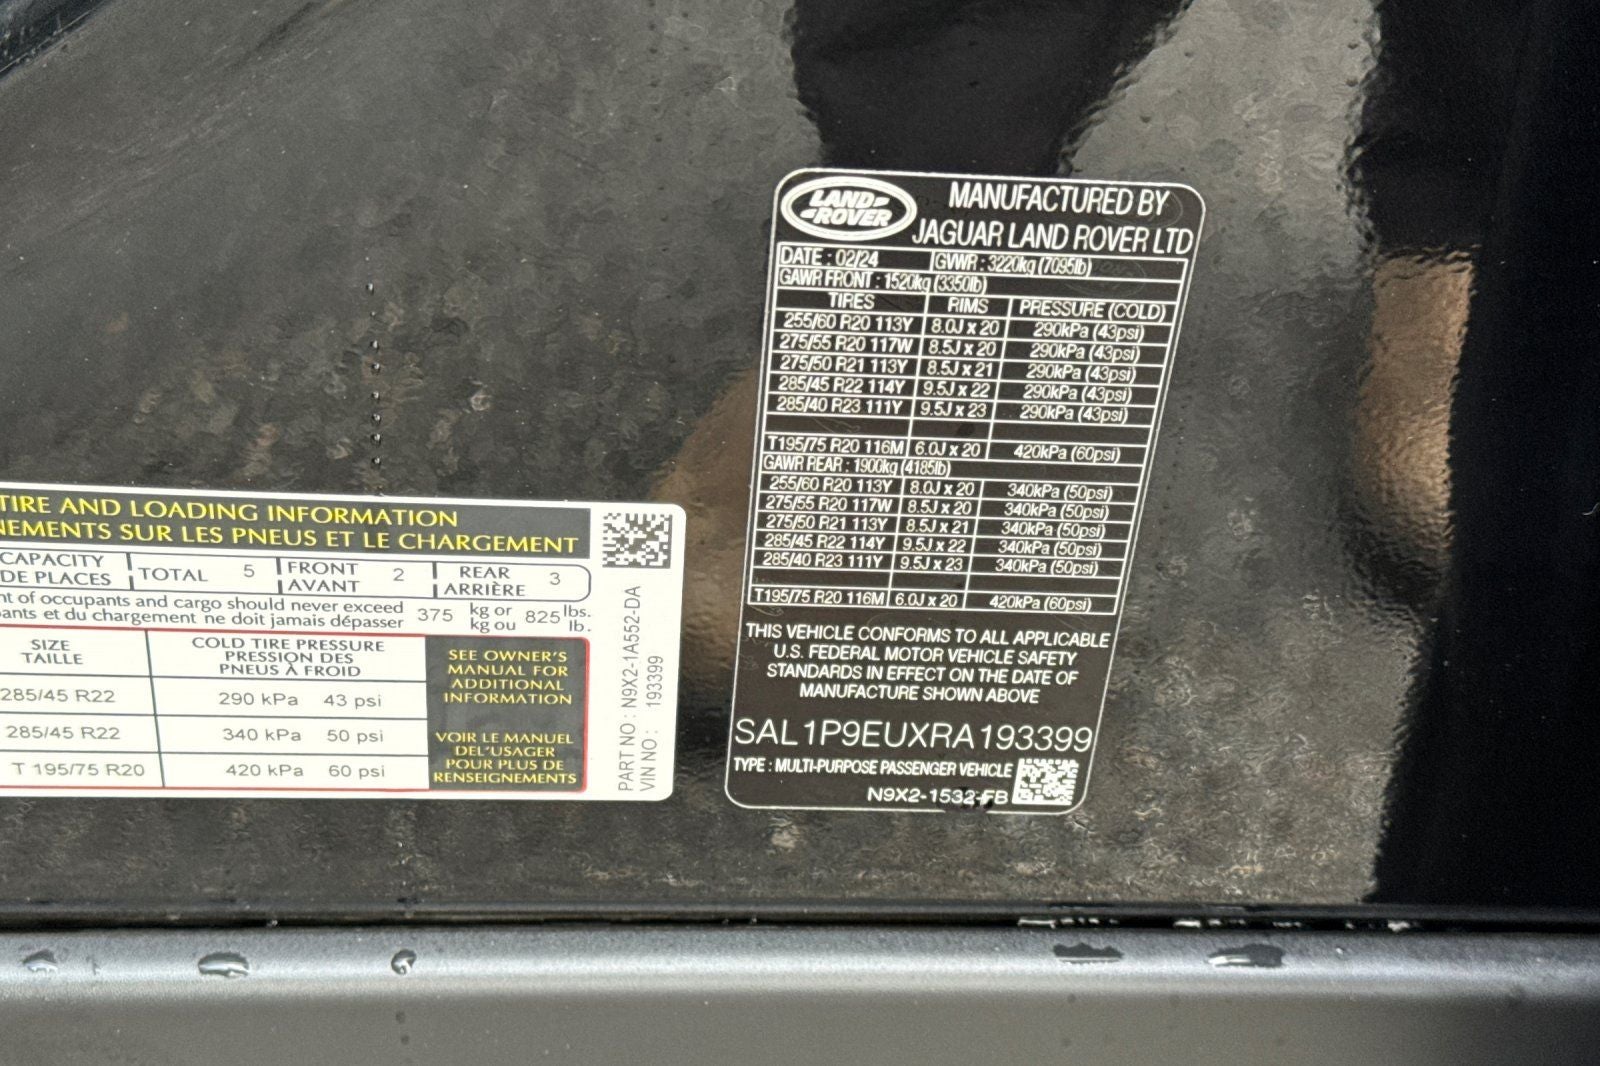 TIRE AND LOADING INFORMATION
NEMENTS SUR LES PNEUS ET LE CHARGEMENT
CAPACITY
DE PLACES
TOTAL 5
FRONT
AVANT 2
REAR
ARRIÈRE 3
nt of occupants and cargo should never exceed
pants et du chargement ne doit jamais dépasser
375 kg or 825 lbs.
kg ou lb.
SIZE
TAILLE
COLD TIRE PRESSURE
PRESSION DES
PNEUS À FROID
285/45 R22 290 kPa 43 psi
285/45 R22 340 kPa 50 psi
T 195/75 R20 420 kPa 60 psi
SEE OWNER'S
MANUAL FOR
ADDITIONAL
INFORMATION
VOIR LE MANUEL
DEL'USAGER
POUR PLUS DE
RENSEIGNEMENTS
PART NO : N9X2-1A552-DA
VIN NO : 193399
LAND
ROVER
MANUFACTURED BY
JAGUAR LAND ROVER LTD
DATE : 02/24 GVWR : 3220kg (7095lb)
GAWR FRONT : 1520kg (3350lb)
TIRES RIMS PRESSURE (COLD)
255/60 R20 113Y 8.0J x 20 290kPa (43psi)
275/55 R20 117W 8.5J x 20 290kPa (43psi)
275/50 R21 113Y 8.5J x 21 290kPa (43psi)
285/45 R22 114Y 9.5J x 22 290kPa (43psi)
285/40 R23 111Y 9.5J x 23 290kPa (43psi)
T195/75 R20 116M 6.0J x 20 420kPa (60psi)
GAWR REAR : 1900kg (4185lb)
255/60 R20 113Y 8.0J x 20 340kPa (50psi)
275/55 R20 117W 8.5J x 20 340kPa (50psi)
275/50 R21 113Y 8.5J x 21 340kPa (50psi)
285/45 R22 114Y 9.5J x 22 340kPa (50psi)
285/40 R23 111Y 9.5J x 23 340kPa (50psi)
T195/75 R20 116M 6.0J x 20 420kPa (60psi)
THIS VEHICLE CONFORMS TO ALL APPLICABLE
U.S. FEDERAL MOTOR VEHICLE SAFETY
STANDARDS IN EFFECT ON THE DATE OF
MANUFACTURE SHOWN ABOVE
SAL1P9EUXRA193399
TYPE : MULTI-PURPOSE PASSENGER VEHICLE
N9X2-1532-FB